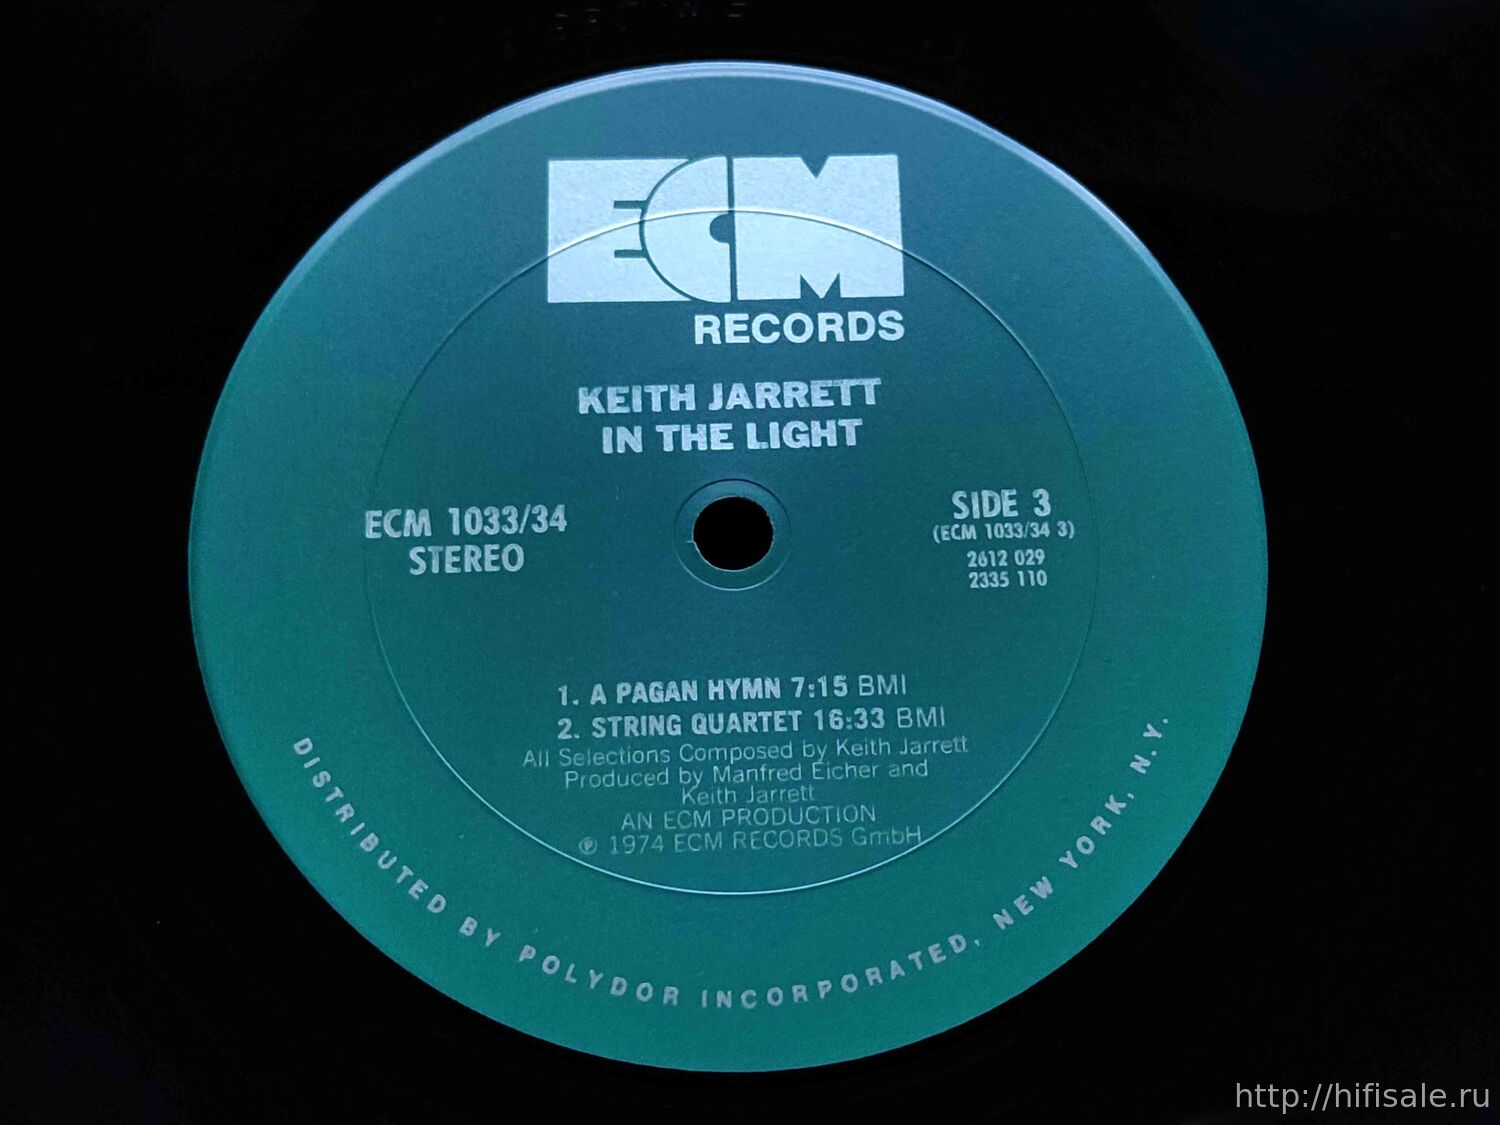 ECM
RECORDS
KEITH JARRETT
IN THE LIGHT
ECM 1033/34
STEREO
SIDE 3
(ECM 1033/34 3)
2612 029
2335 110
1. A PAGAN HYMN 7:15 BMI
2. STRING QUARTET 16:33 BMI
All Selections Composed by Keith Jarrett
Produced by Manfred Eicher and
Keith Jarrett
AN ECM PRODUCTION
℗ 1974 ECM RECORDS GmbH
DISTRIBUTED BY POLYDOR INCORPORATED, NEW YORK, N.Y.
http://hifisale.ru